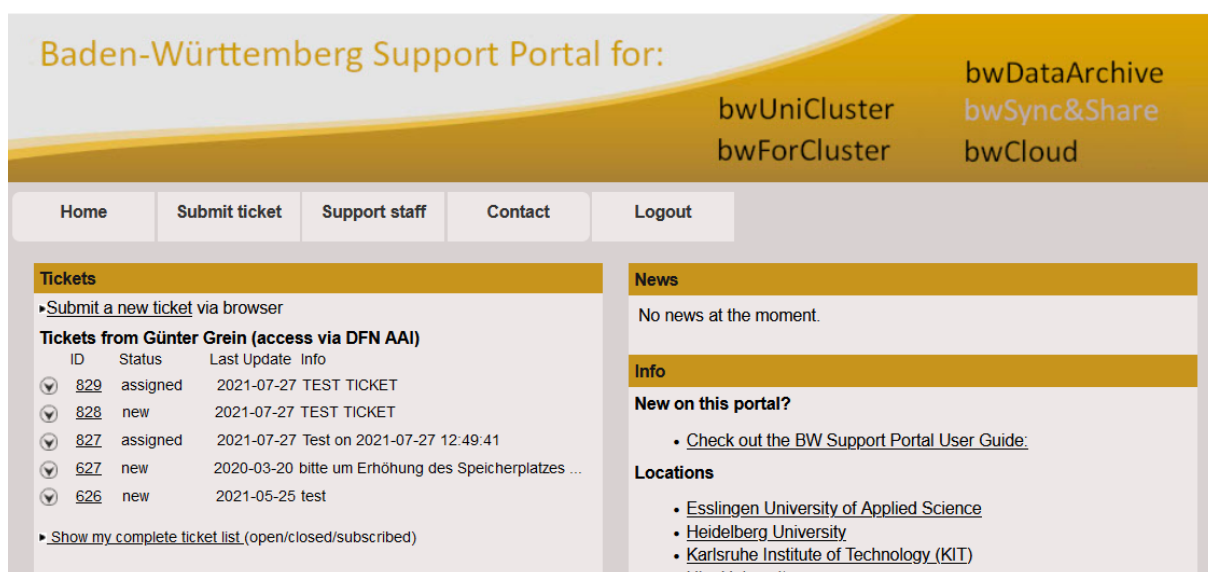 Baden-Württemberg Support Portal for:
bwDataArchive
bwUniCluster
bwSync&Share
bwForCluster
bwCloud
Home
Submit ticket
Support staff
Contact
Logout
Tickets
Submit a new ticket via browser
Tickets from Günter Grein (access via DFN AAI)
ID Status Last Update Info
829 assigned 2021-07-27 TEST TICKET
828 new 2021-07-27 TEST TICKET
827 assigned 2021-07-27 Test on 2021-07-27 12:49:41
627 new 2020-03-20 bitte um Erhöhung des Speicherplatzes ...
626 new 2021-05-25 test
Show my complete ticket list (open/closed/subscribed)
News
No news at the moment.
Info
New on this portal?
• Check out the BW Support Portal User Guide:
Locations
• Esslingen University of Applied Science
• Heidelberg University
• Karlsruhe Institute of Technology (KIT)